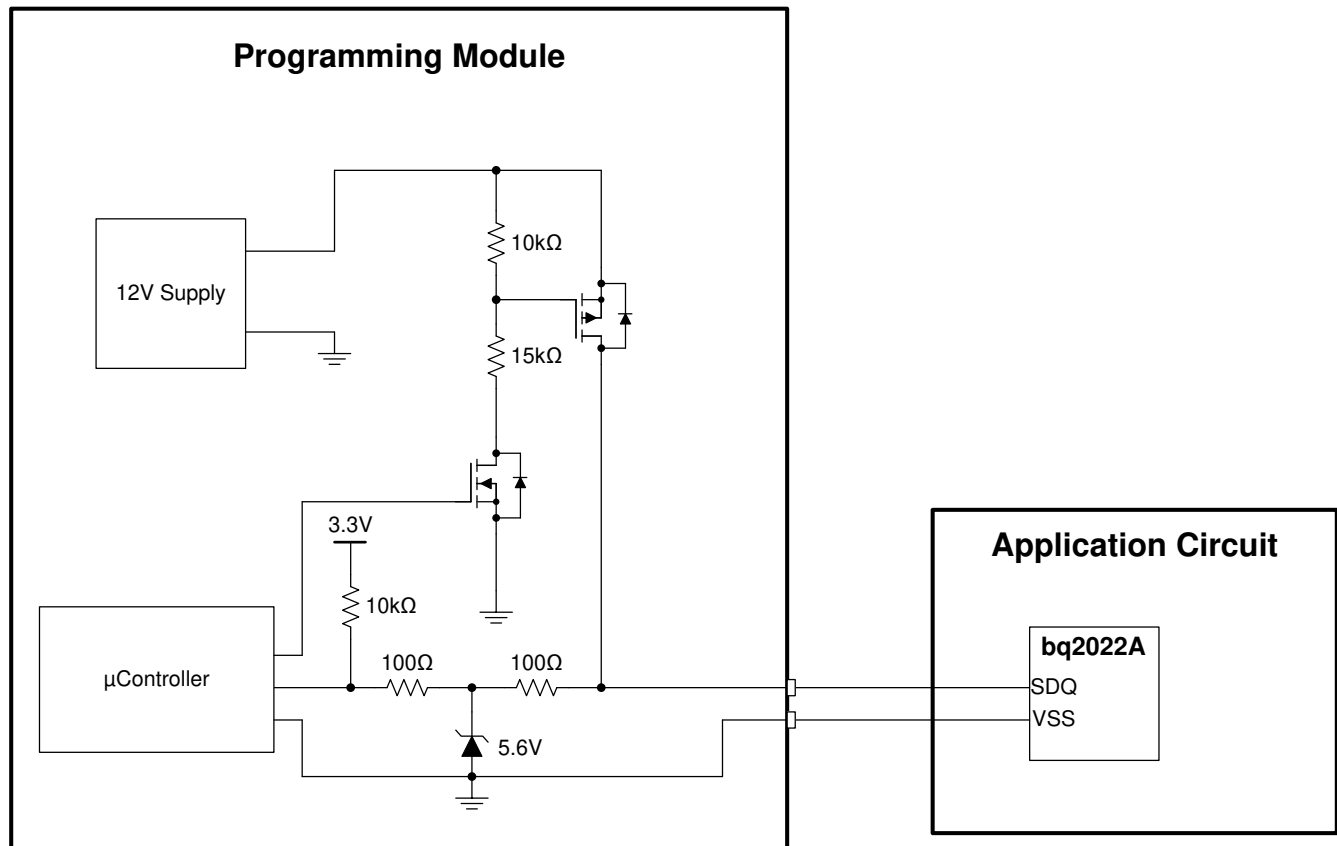 Programming Module
10kΩ
12V Supply
15kΩ
3.3V
Application Circuit
10kΩ
bq2022A
100Ω 100Ω
µController
SDQ
VSS
5.6V